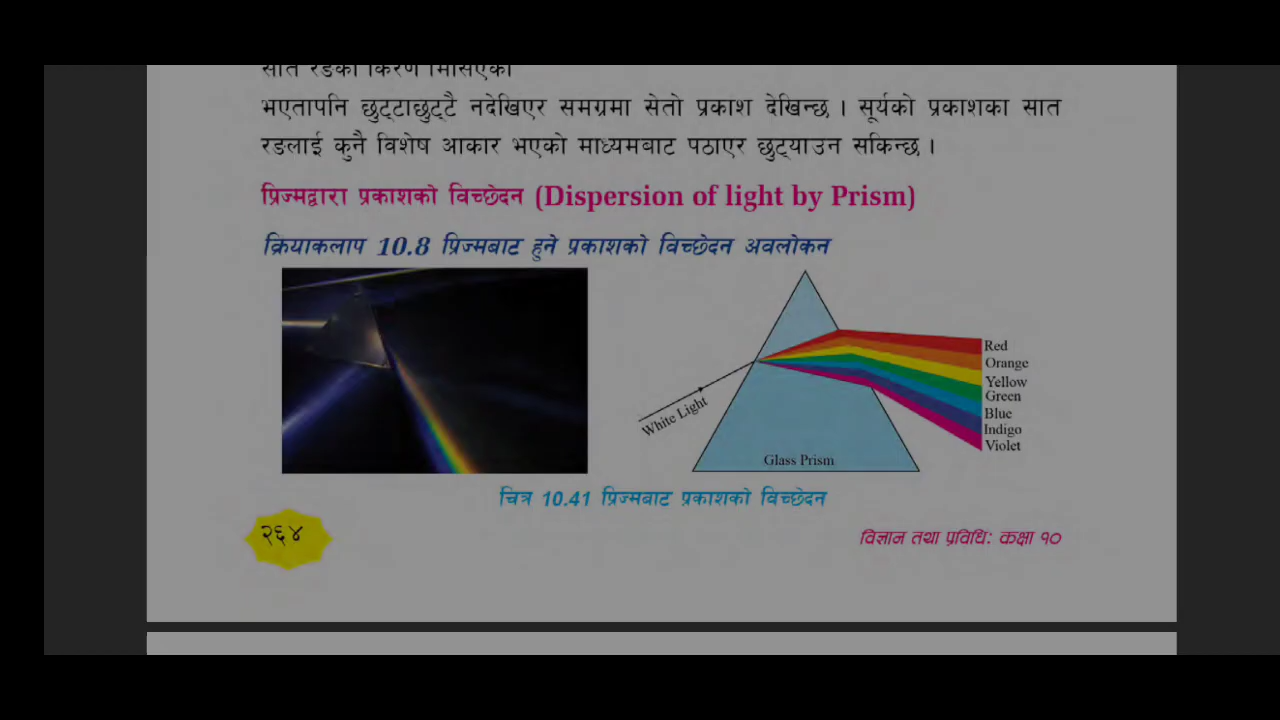 सात रङका किरण मिसिएका
भएतापनि छुट्टाछुट्टै नदेखिएर समग्रमा सेतो प्रकाश देखिन्छ । सूर्यको प्रकाशका सात
रङलाई कुनै विशेष आकार भएको माध्यमबाट पठाएर छुट्याउन सकिन्छ ।
प्रिज्मद्वारा प्रकाशको विच्छेदन (Dispersion of light by Prism)
क्रियाकलाप 10.8 प्रिज्मबाट हुने प्रकाशको विच्छेदन अवलोकन
Red
Orange
Yellow
Green
Blue
Indigo
Violet
White Light
Glass Prism
चित्र 10.41 प्रिज्मबाट प्रकाशको विच्छेदन
२६४
विज्ञान तथा प्रविधि: कक्षा १०